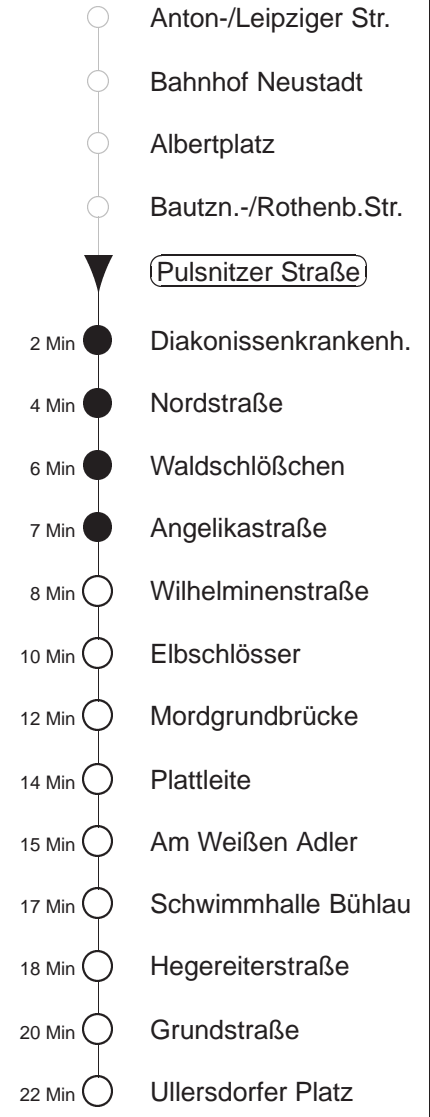 Anton-/Leipziger Str.
Bahnhof Neustadt
Albertplatz
Bautzn.-/Rothenb.Str.
Pulsnitzer Straße
2 Min Diakonissenkrankenh.
4 Min Nordstraße
6 Min Waldschlößchen
7 Min Angelikastraße
8 Min Wilhelminenstraße
10 Min Elbschlösser
12 Min Mordgrundbrücke
14 Min Plattleite
15 Min Am Weißen Adler
17 Min Schwimmhalle Bühlau
18 Min Hegereiterstraße
20 Min Grundstraße
22 Min Ullersdorfer Platz